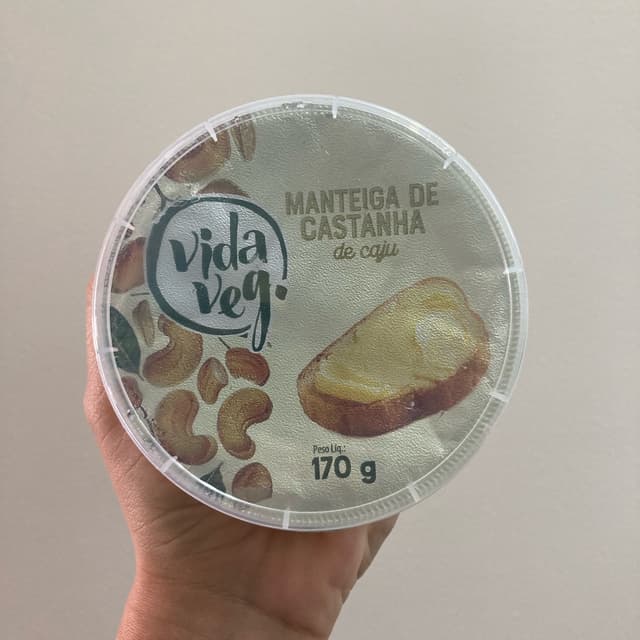 vida
veg.
MANTEIGA DE
CASTANHA
de caju
Peso Líq.:
170 g